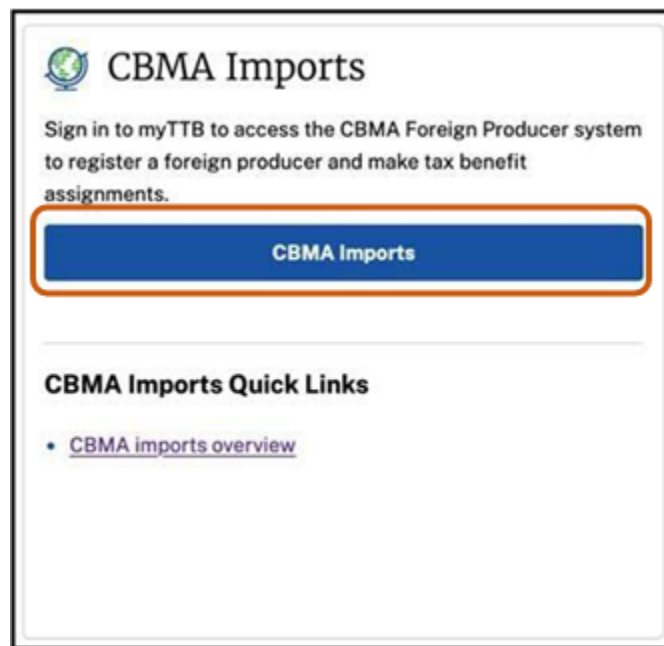 CBMA Imports
Sign in to myTTB to access the CBMA Foreign Producer system
to register a foreign producer and make tax benefit
assignments.
CBMA Imports
CBMA Imports Quick Links
• CBMA imports overview